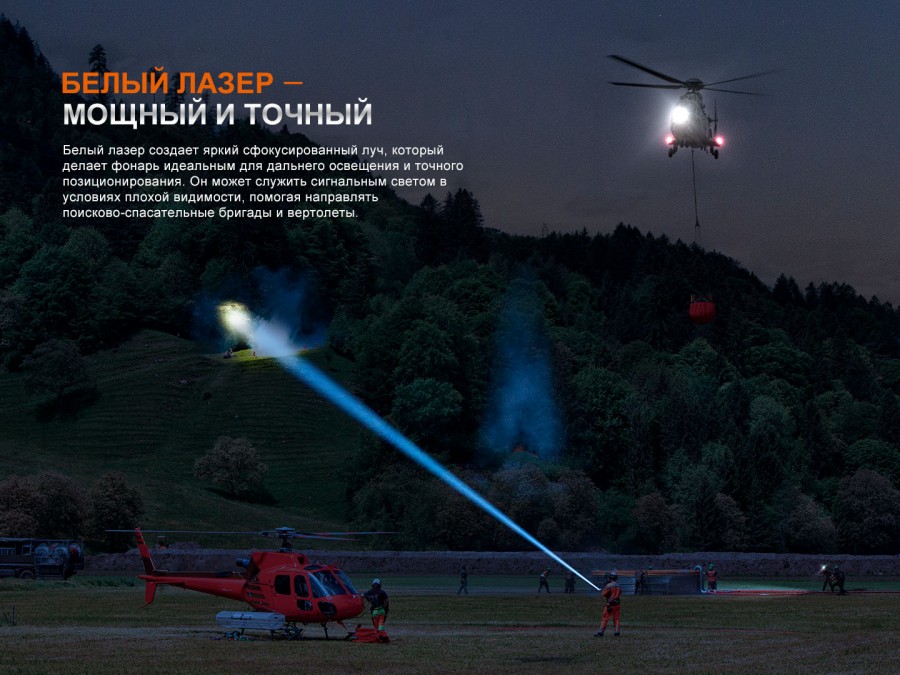 БЕЛЫЙ ЛАЗЕР —
МОЩНЫЙ И ТОЧНЫЙ
Белый лазер создает яркий сфокусированный луч, который
делает фонарь идеальным для дальнего освещения и точного
позиционирования. Он может служить сигнальным светом в
условиях плохой видимости, помогая направлять
поисково-спасательные бригады и вертолеты.